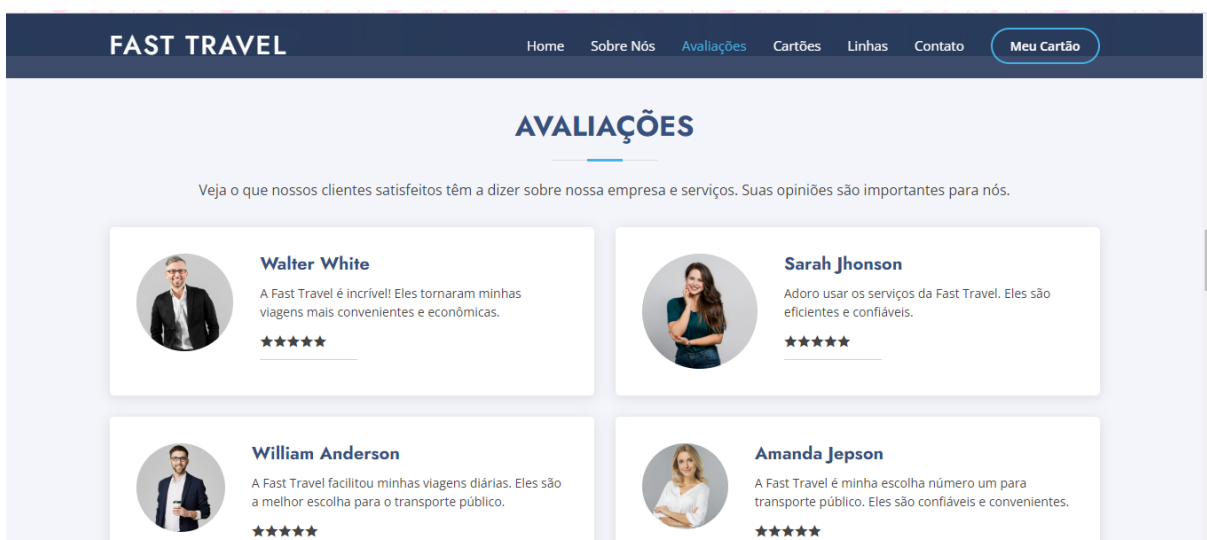 FAST TRAVEL
Home Sobre Nós Avaliações Cartões Linhas Contato Meu Cartão
AVALIAÇÕES
Veja o que nossos clientes satisfeitos têm a dizer sobre nossa empresa e serviços. Suas opiniões são importantes para nós.
Walter White
A Fast Travel é incrível! Eles tornaram minhas
viagens mais convenientes e econômicas.
★★★★★
Sarah Jhonson
Adoro usar os serviços da Fast Travel. Eles são
eficientes e confiáveis.
★★★★★
William Anderson
A Fast Travel facilitou minhas viagens diárias. Eles são
a melhor escolha para o transporte público.
★★★★★
Amanda Jepson
A Fast Travel é minha escolha número um para
transporte público. Eles são confiáveis e convenientes.
★★★★★